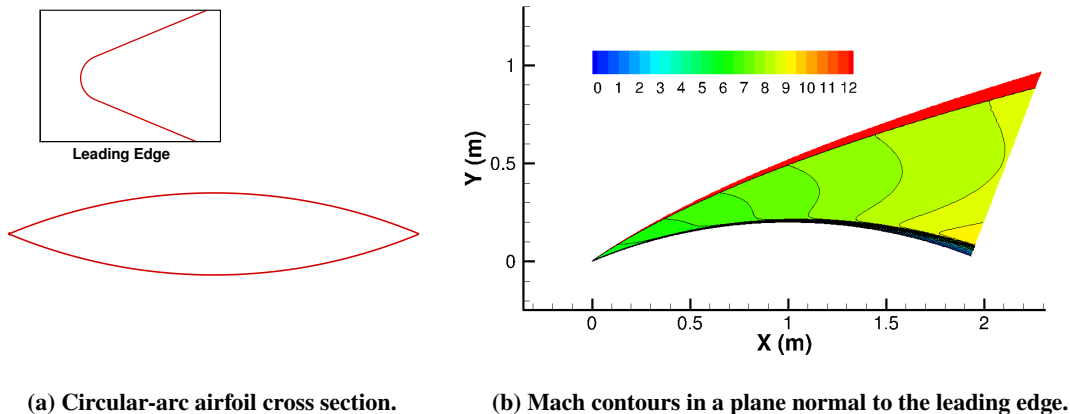 Leading Edge
0 1 2 3 4 5 6 7 8 9 10 11 12
Y (m)
1
0.5
0
0 0.5 1 1.5 2
X (m)
(a) Circular-arc airfoil cross section.
(b) Mach contours in a plane normal to the leading edge.